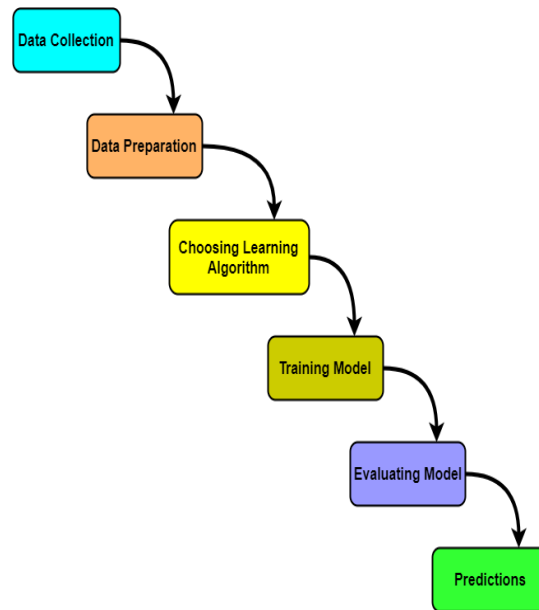 Data Collection
Data Preparation
Choosing Learning
Algorithm
Training Model
Evaluating Model
Predictions